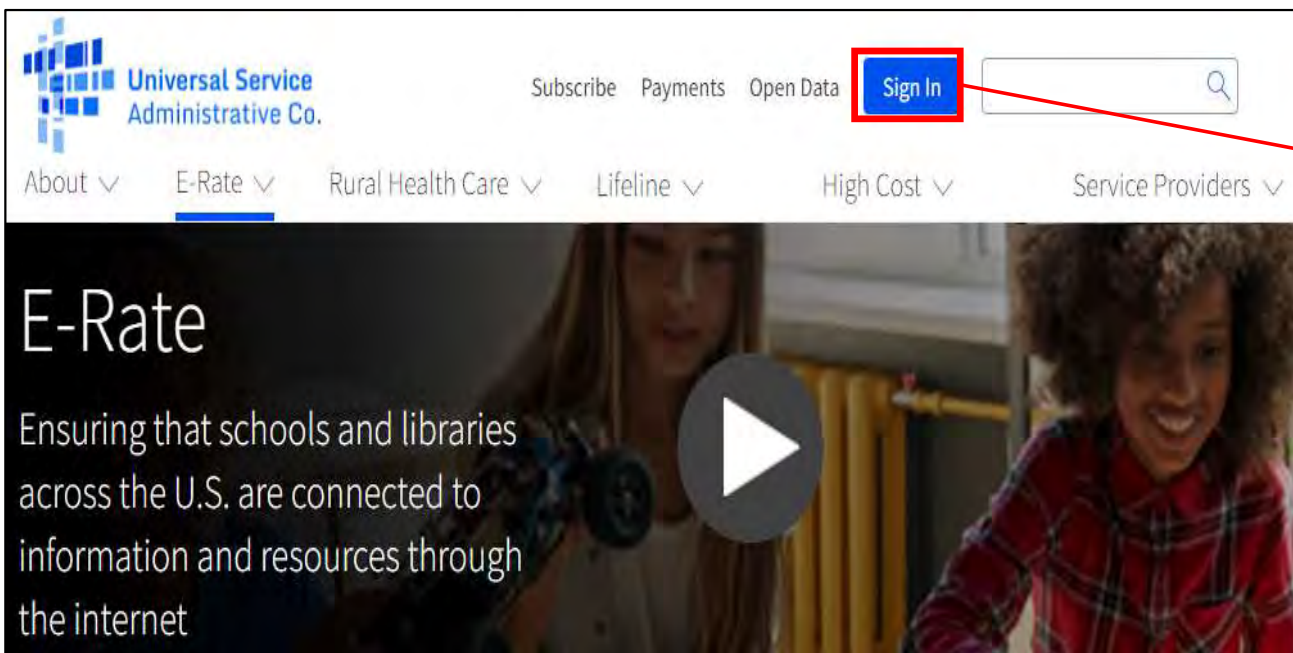 Universal Service
Administrative Co.
Subscribe Payments Open Data Sign In
About E-Rate Rural Health Care Lifeline High Cost Service Providers
E-Rate
Ensuring that schools and libraries
across the U.S. are connected to
information and resources through
the internet